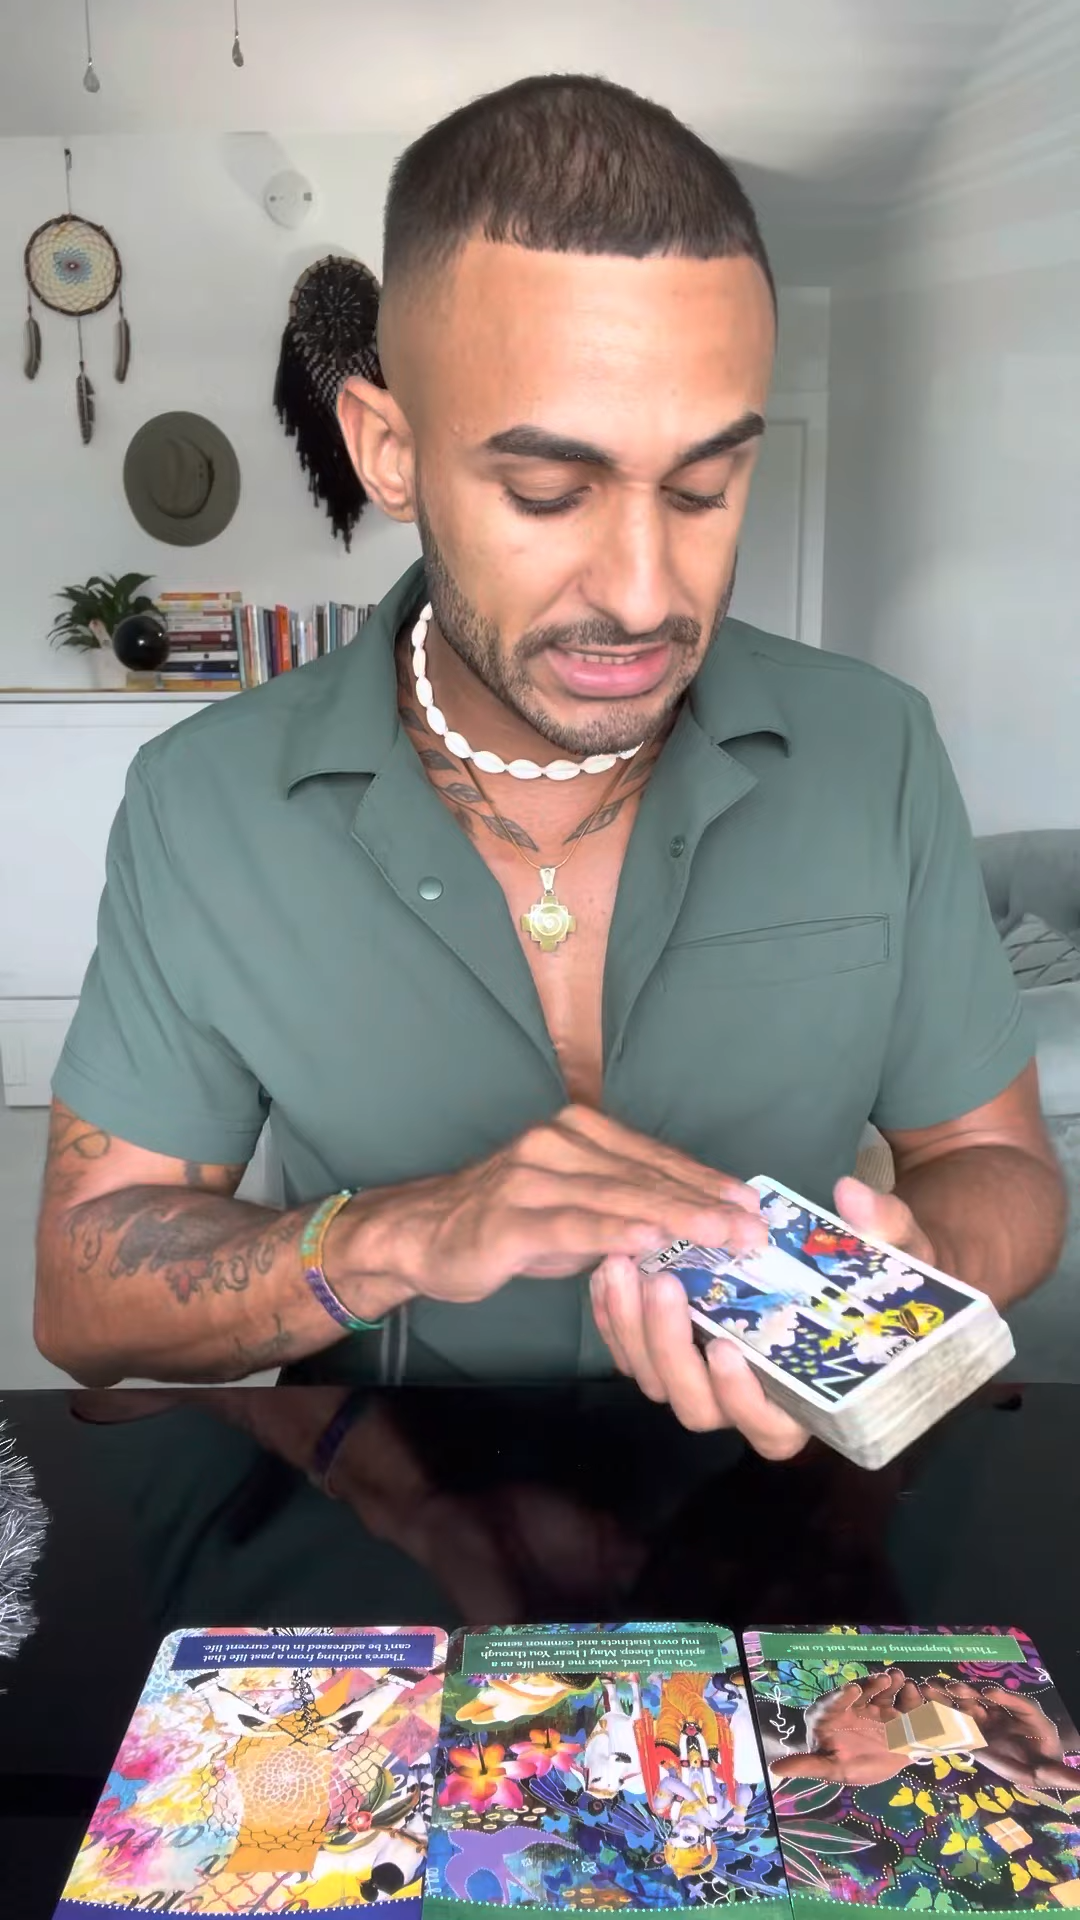 WER
XVI
There's nothing from a past life that
can't be addressed in the current life.
"Oh Lord, wake me from life as a
spiritual sheep. May I hear You through
my own instincts and common sense."
"This is happening for me, not to me."